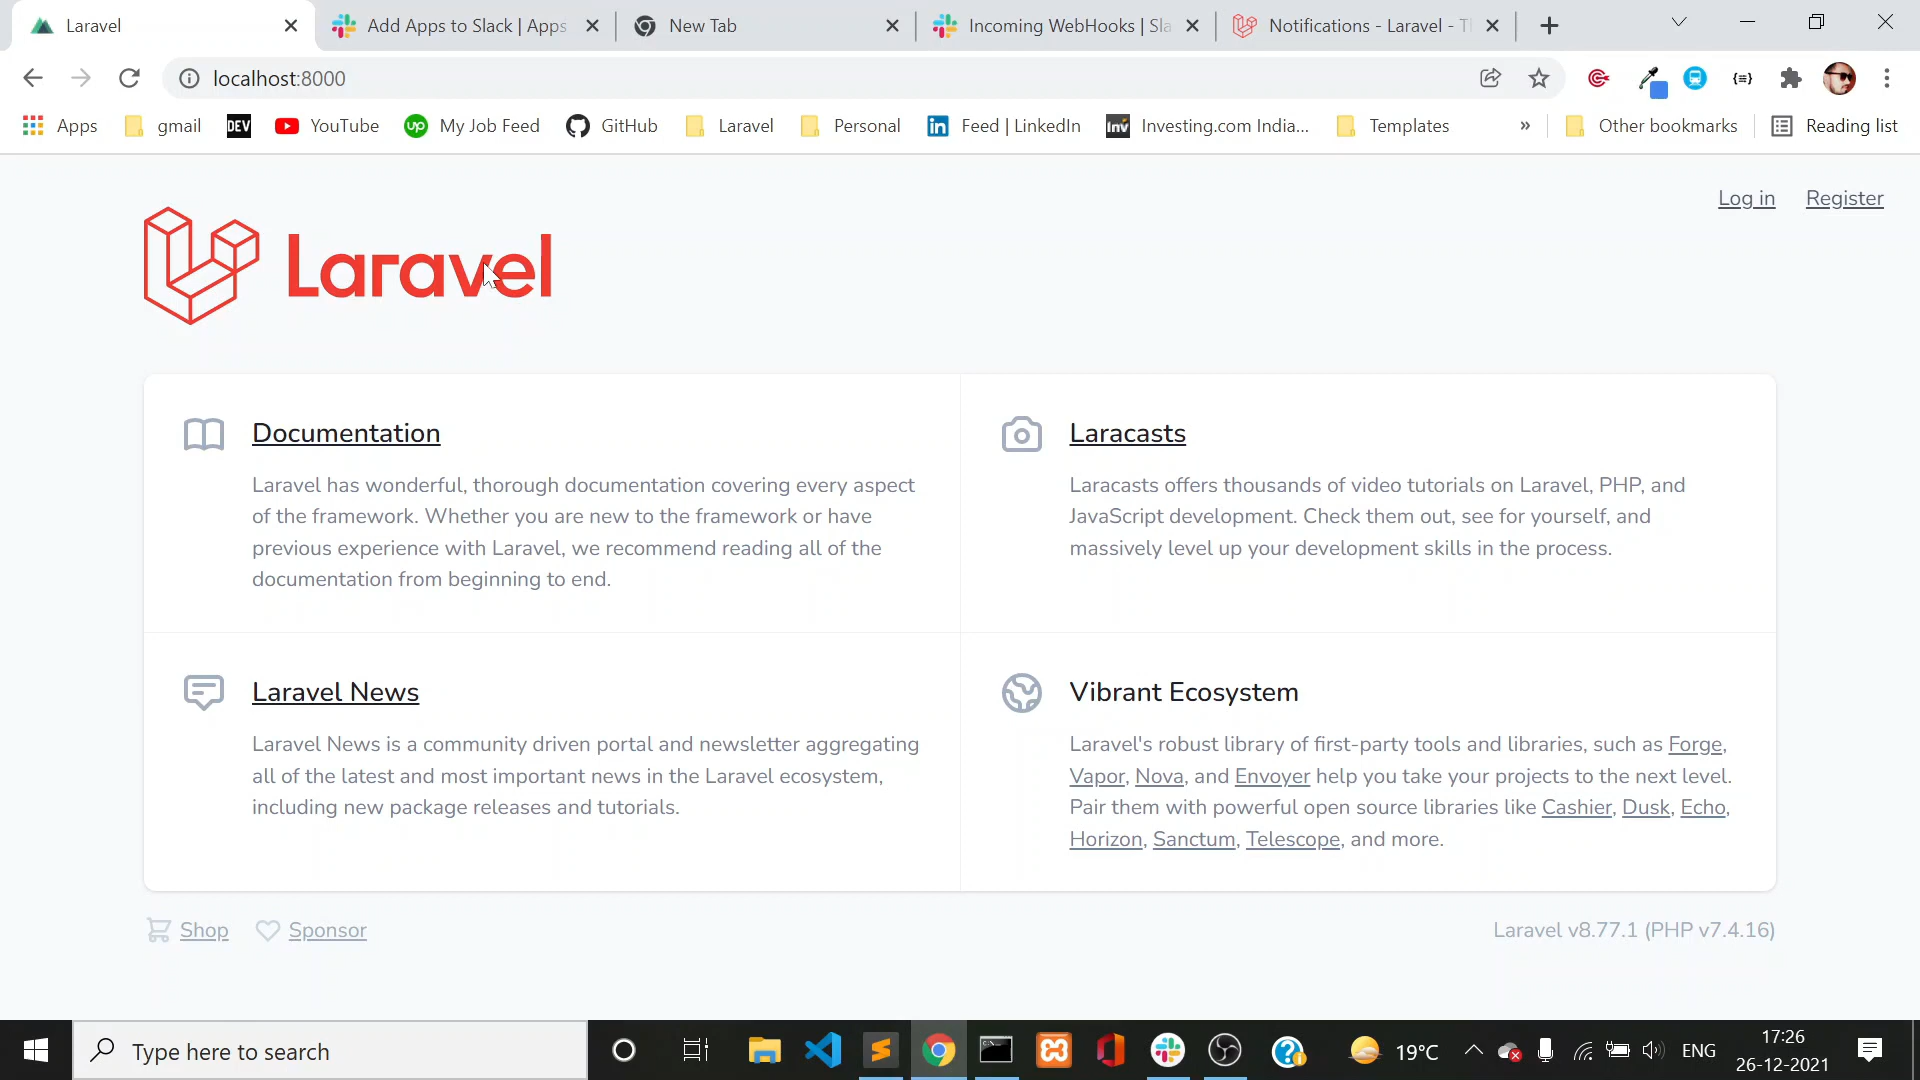 Laravel
Add Apps to Slack | Apps
New Tab
Incoming WebHooks | Sla
Notifications - Laravel - Th
localhost:8000
Apps
gmail
DEV
YouTube
up
My Job Feed
GitHub
Laravel
Personal
in
Feed | LinkedIn
Inv
Investing.com India...
Templates
»
Other bookmarks
Reading list
Log in
Register
Laravel
Documentation
Laravel has wonderful, thorough documentation covering every aspect
of the framework. Whether you are new to the framework or have
previous experience with Laravel, we recommend reading all of the
documentation from beginning to end.
Laracasts
Laracasts offers thousands of video tutorials on Laravel, PHP, and
JavaScript development. Check them out, see for yourself, and
massively level up your development skills in the process.
Laravel News
Laravel News is a community driven portal and newsletter aggregating
all of the latest and most important news in the Laravel ecosystem,
including new package releases and tutorials.
Vibrant Ecosystem
Laravel's robust library of first-party tools and libraries, such as Forge,
Vapor, Nova, and Envoyer help you take your projects to the next level.
Pair them with powerful open source libraries like Cashier, Dusk, Echo,
Horizon, Sanctum, Telescope, and more.
Shop
Sponsor
Laravel v8.77.1 (PHP v7.4.16)
Type here to search
19°C
ENG
17:26
26-12-2021